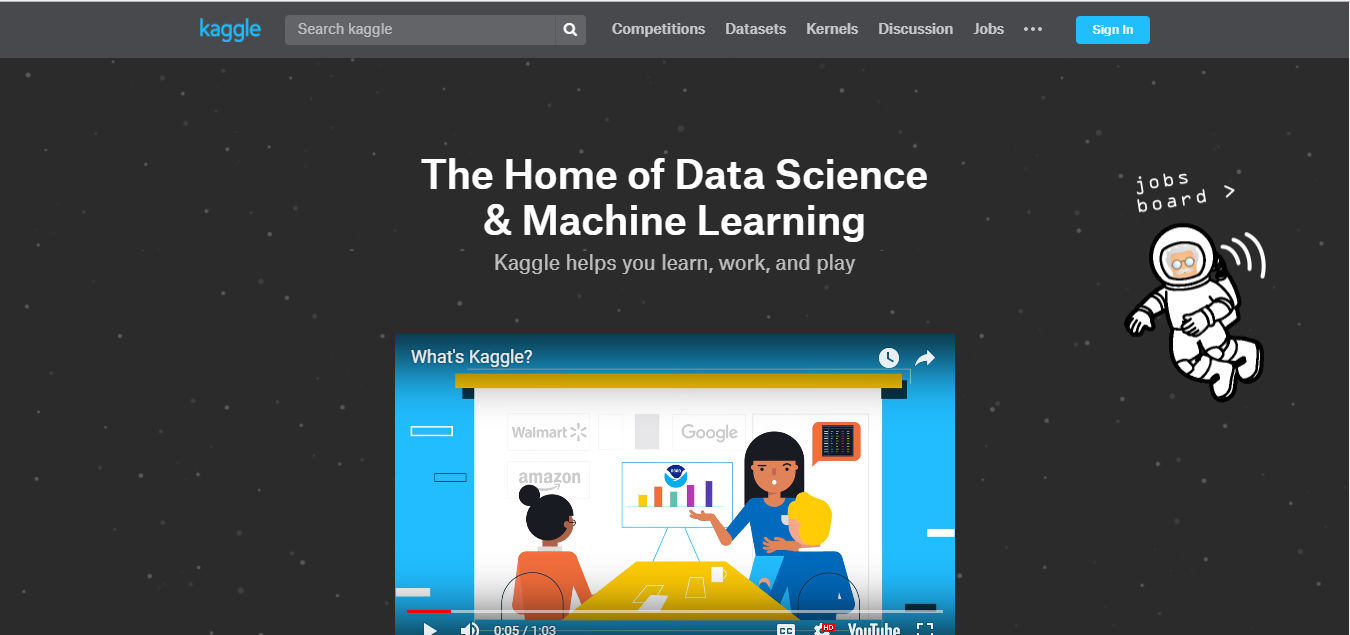 kaggle
Search kaggle
Competitions Datasets Kernels Discussion Jobs
Sign In
The Home of Data Science
& Machine Learning
Kaggle helps you learn, work, and play
jobs
board >
What's Kaggle?
Walmart
Google
amazon
0:05 / 1:03
CC
HD
YouTube